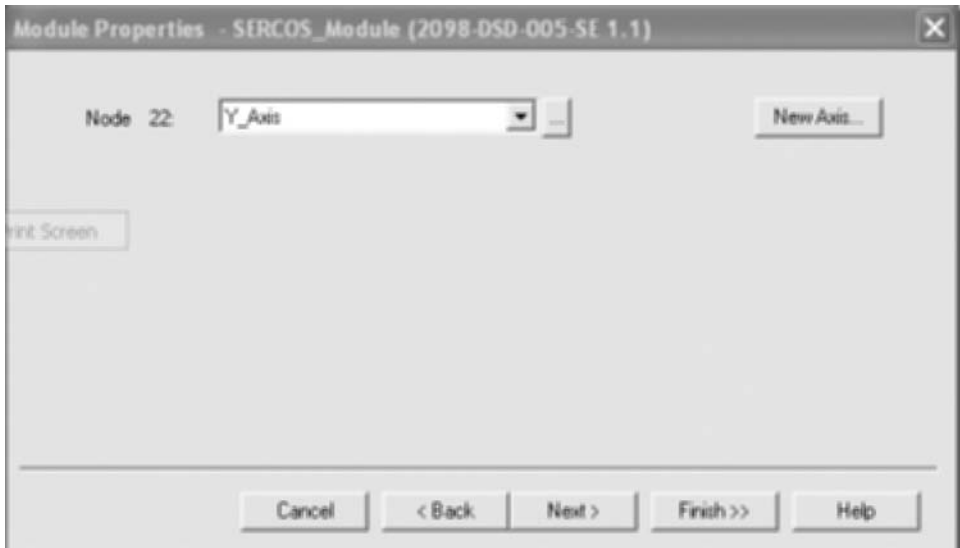 Module Properties - SERCOS_Module (2098-DSD-005-SE 1.1)
Node 22: Y_Axis ... New Axis...
rint Screen
Cancel < Back Next > Finish >> Help